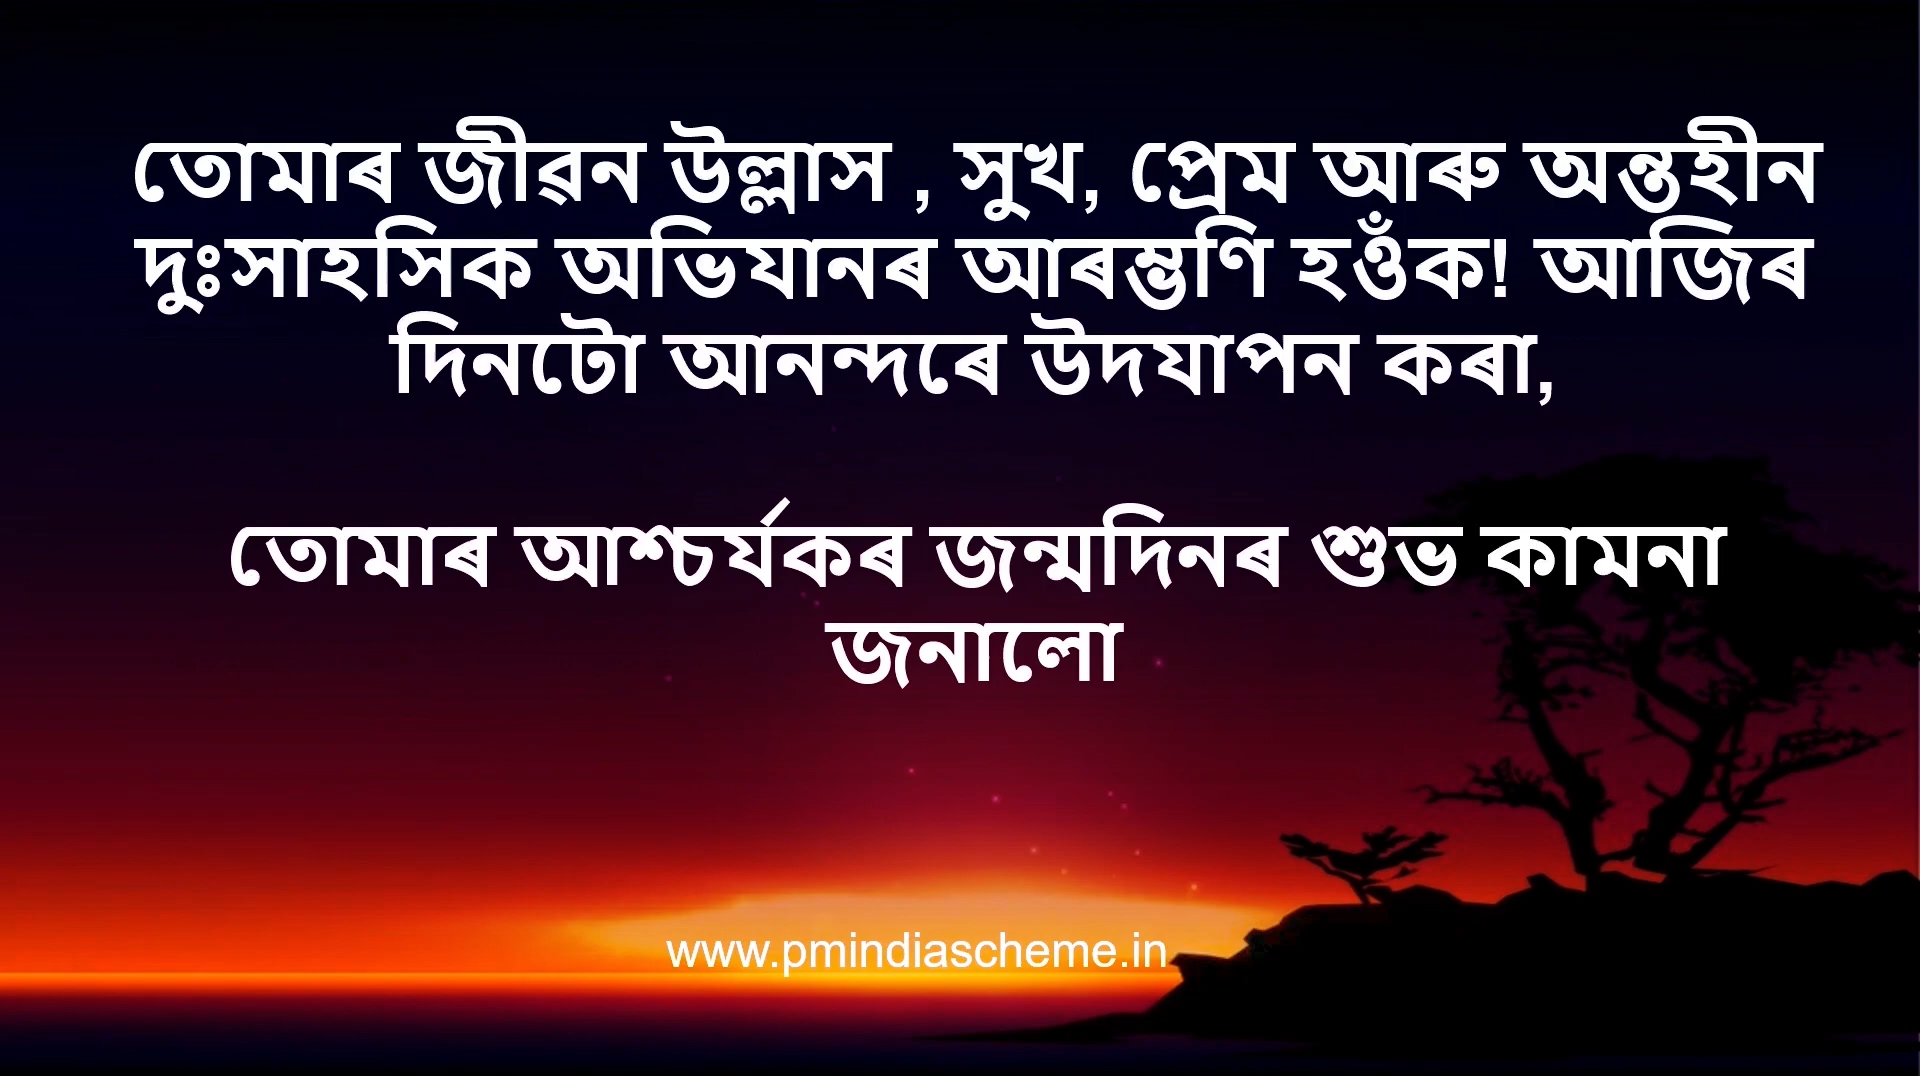 তোমাৰ জীৱন উল্লাস , সুখ, প্ৰেম আৰু অন্তহীন
দুঃসাহসিক অভিযানৰ আৰম্ভণি হওঁক! আজিৰ
দিনটো আনন্দৰে উদযাপন কৰা,
তোমাৰ আশ্চৰ্যকৰ জন্মদিনৰ শুভ কামনা
জনালো
www.pmindiascheme.in